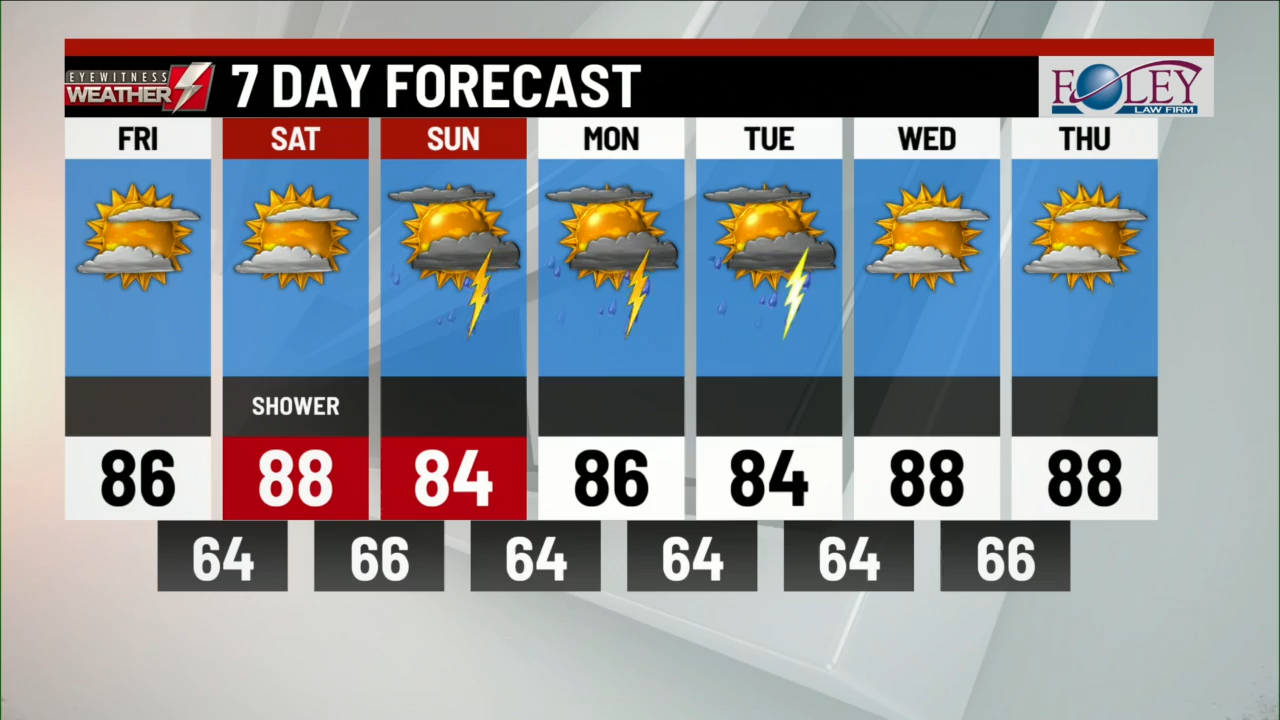 EYEWITNESS
WEATHER
7 DAY FORECAST
FOLEY
LAW FIRM
FRI SAT SUN MON TUE WED THU
SHOWER
86 88 84 86 84 88 88
64 66 64 64 64 66